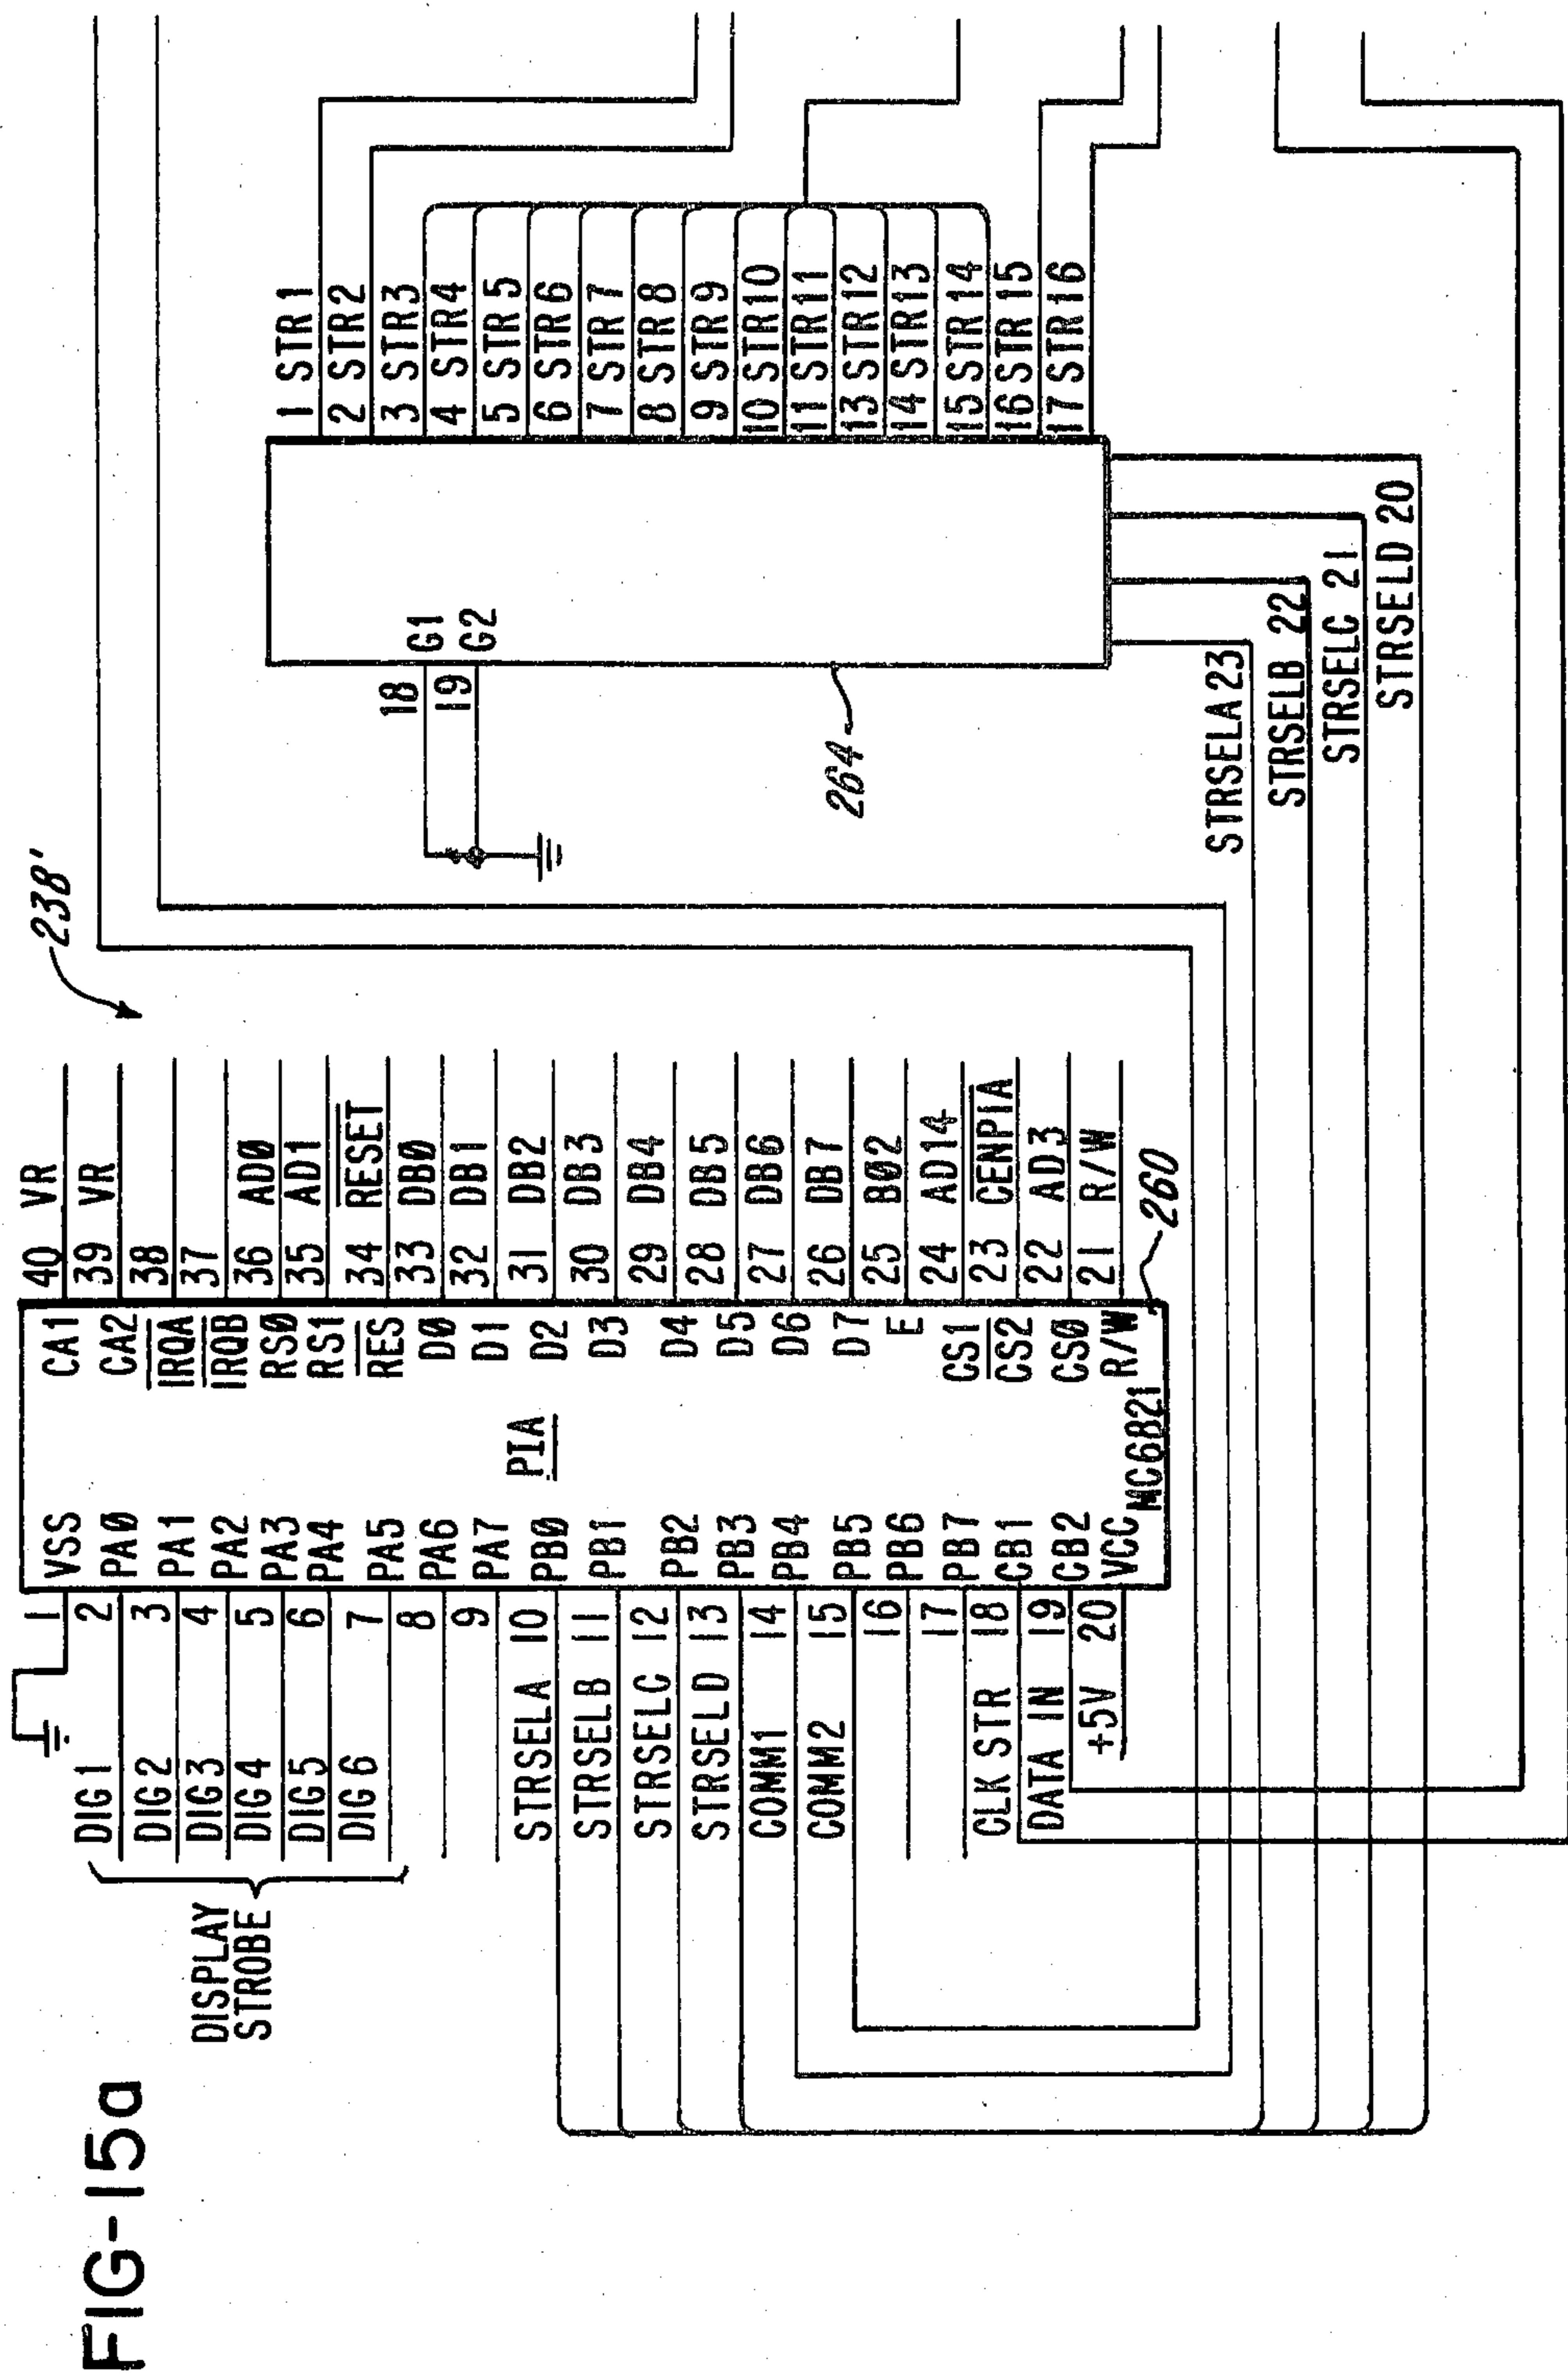 FIG-15a
238'
DISPLAY
STROBE
DIG1 2 PA0
DIG2 3 PA1
DIG3 4 PA2
DIG4 5 PA3
DIG5 6 PA4
DIG6 7 PA5
1 VSS
8 PA6
9 PA7
STRSELA 10 PBØ
STRSELB 11 PB1
STRSELC 12 PB2
STRSELD 13 PB3
COMM1 14 PB4
COMM2 15 PB5
16 PB6
17 PB7
CLK STR 18 CB1
DATA IN 19 CB2
+5V 20 VCC
PIA
MC6821
CA1 40 VR
CA2 39 VR
IRQA 38
IRQB 37
RSØ 36 ADØ
RS1 35 AD1
RES 34 RESET
DØ 33 DBØ
D1 32 DB1
D2 31 DB2
D3 30 DB3
D4 29 DB4
D5 28 DB5
D6 27 DB6
D7 26 DB7
E 25 BØ2
CS1 24 AD14
CS2 23 CENPIA
CSØ 22 AD3
R/W 21 R/W
260
18 G1
19 G2
264
1 STR1
2 STR2
3 STR3
4 STR4
5 STR5
6 STR6
7 STR7
8 STR8
9 STR9
10 STR10
11 STR11
13 STR12
14 STR13
15 STR14
16 STR15
17 STR16
STRSELA 23
STRSELB 22
STRSELC 21
STRSELD 20